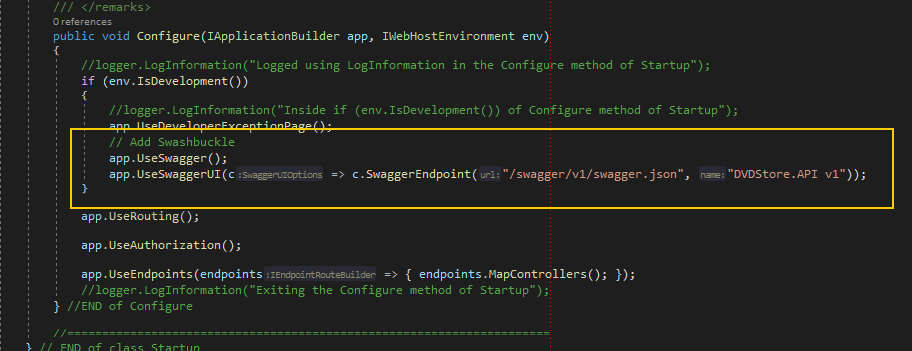 /// </remarks>
0 references
public void Configure(IApplicationBuilder app, IWebHostEnvironment env)
{
//logger.LogInformation("Logged using LogInformation in the Configure method of Startup");
if (env.IsDevelopment())
{
//logger.LogInformation("Inside if (env.IsDevelopment()) of Configure method of Startup");
app.UseDeveloperExceptionPage();
// Add Swashbuckle
app.UseSwagger();
app.UseSwaggerUI(c:SwaggerUIOptions => c.SwaggerEndpoint(url:"/swagger/v1/swagger.json", name:"DVDStore.API v1"));
}
app.UseRouting();
app.UseAuthorization();
app.UseEndpoints(endpoints:IEndpointRouteBuilder => { endpoints.MapControllers(); });
//logger.LogInformation("Exiting the Configure method of Startup");
} //END of Configure
//=====================================================================
} // END of class Startup